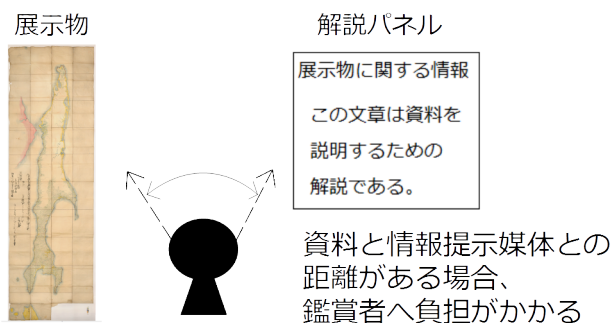 展示物
解説パネル
展示物に関する情報
この文章は資料を
説明するための
解説である。
資料と情報提示媒体との
距離がある場合、
鑑賞者へ負担がかかる